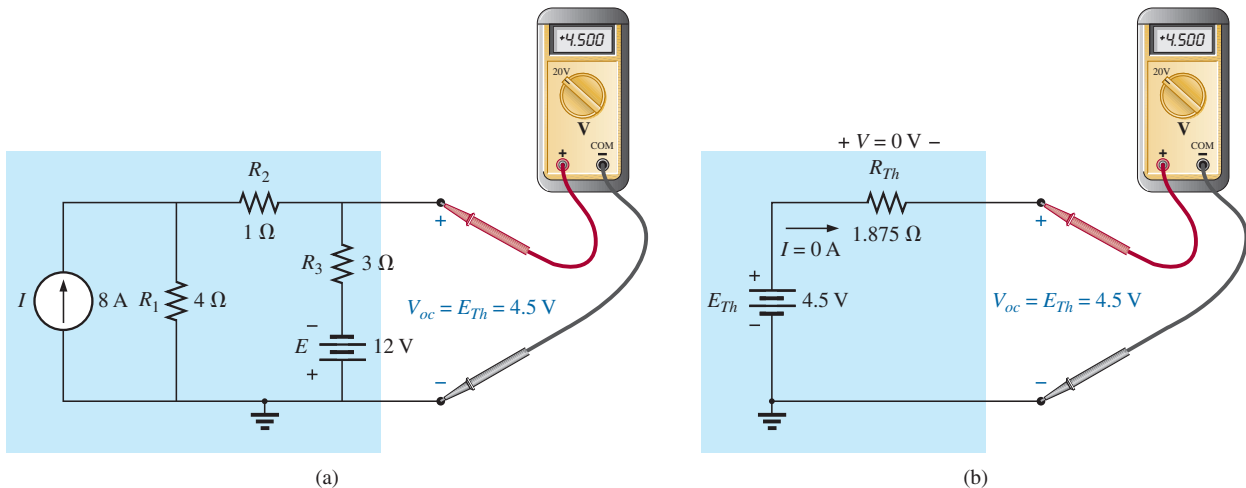 +4.500
20V
V
+
COM
−
R2
1 Ω
+
R3
3 Ω
I
8 A
R1
4 Ω
Voc = ETh = 4.5 V
−
E
12 V
+
−
(a)
+4.500
20V
V
+
COM
−
+ V = 0 V −
RTh
I = 0 A
1.875 Ω
+
+
ETh
4.5 V
−
Voc = ETh = 4.5 V
−
(b)